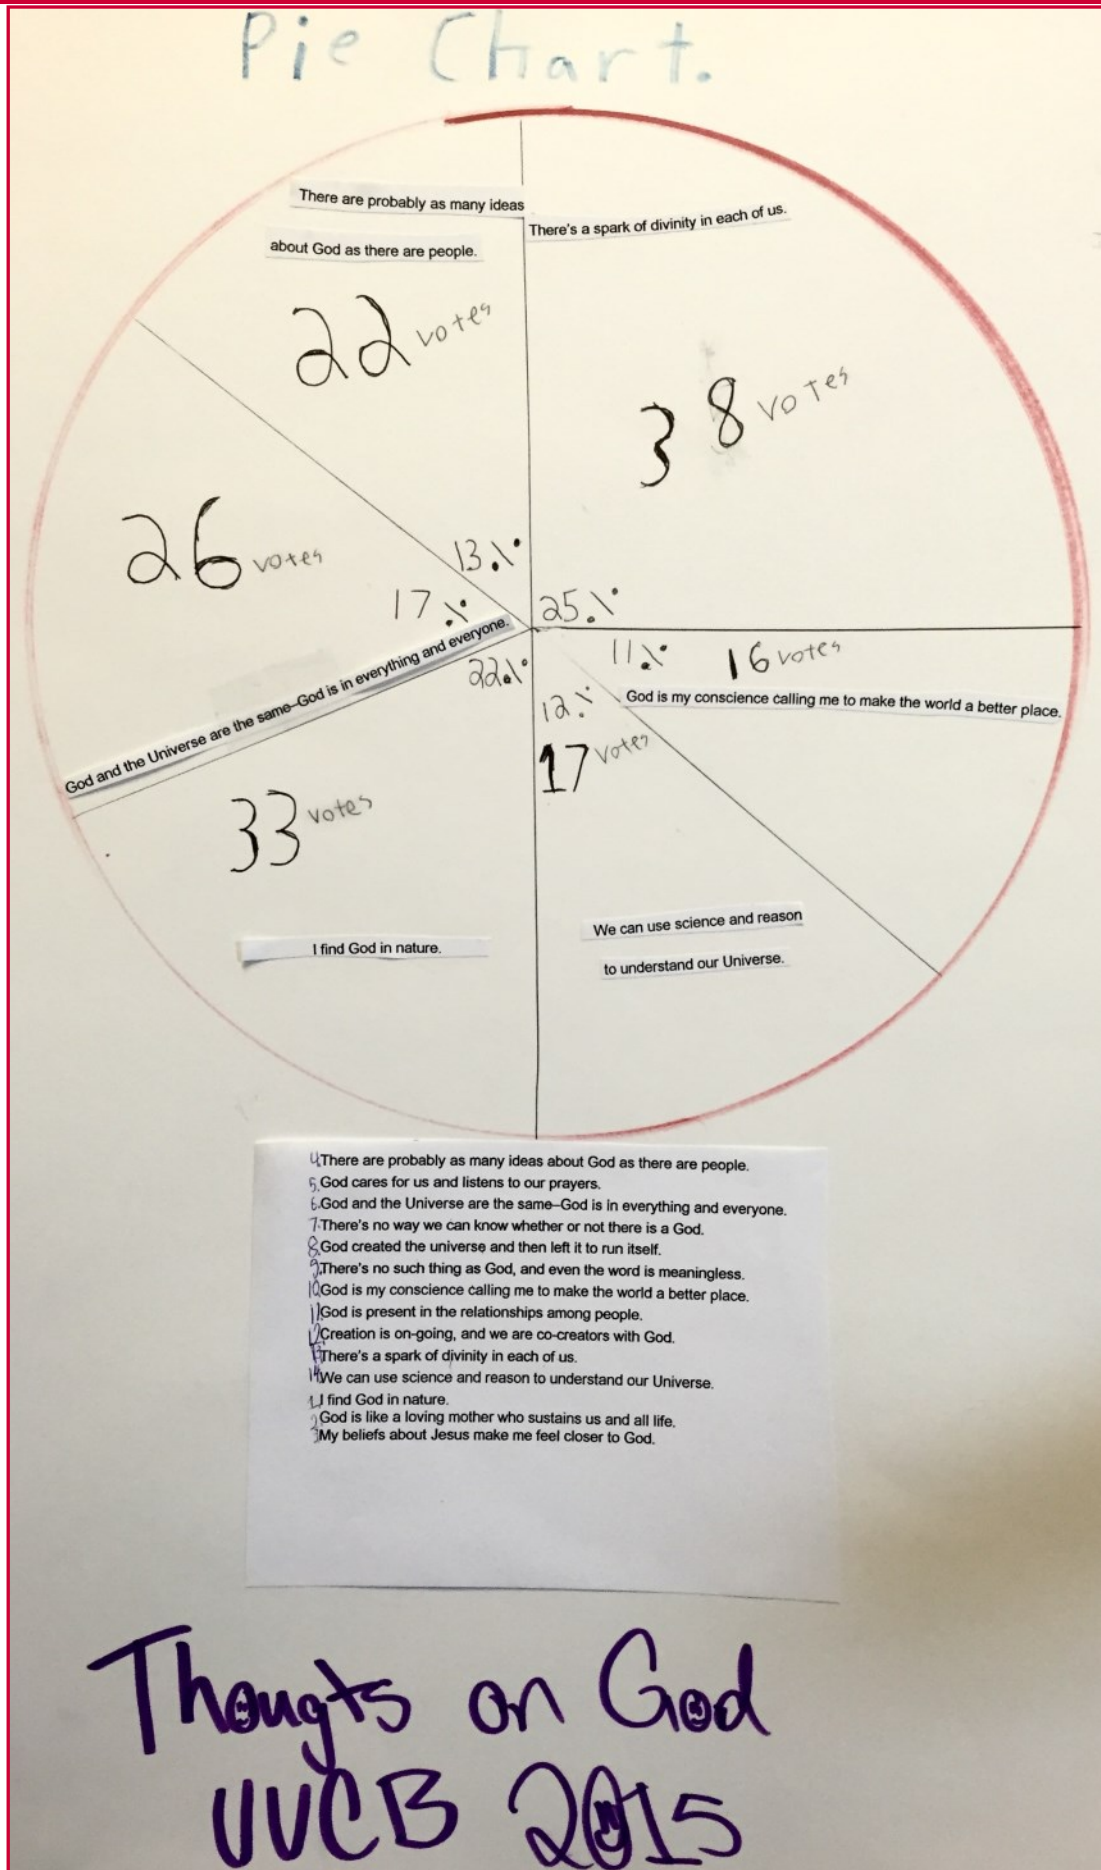 Pie Chart.
There are probably as many ideas
about God as there are people.
22 votes
13%
There's a spark of divinity in each of us.
38 votes
25%
26 votes
17%
God and the Universe are the same–God is in everything and everyone.
11%
16 votes
God is my conscience calling me to make the world a better place.
22%
33 votes
I find God in nature.
12%
17 votes
We can use science and reason
to understand our Universe.
4. There are probably as many ideas about God as there are people.
5. God cares for us and listens to our prayers.
6. God and the Universe are the same–God is in everything and everyone.
7. There's no way we can know whether or not there is a God.
8. God created the universe and then left it to run itself.
9. There's no such thing as God, and even the word is meaningless.
10. God is my conscience calling me to make the world a better place.
11. God is present in the relationships among people.
12. Creation is on-going, and we are co-creators with God.
13. There's a spark of divinity in each of us.
14. We can use science and reason to understand our Universe.
1. I find God in nature.
2. God is like a loving mother who sustains us and all life.
3. My beliefs about Jesus make me feel closer to God.
Thougts on God
UUCB 2015